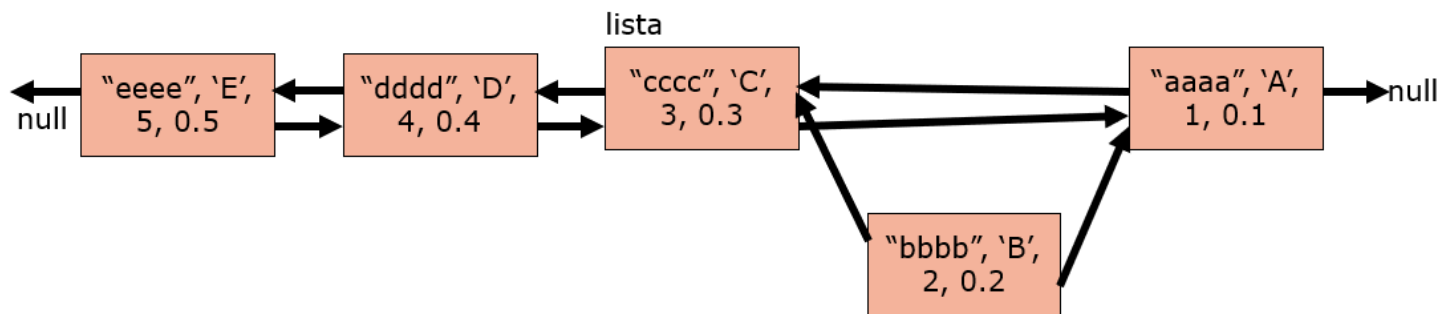 lista
null
“eeee”, ‘E’,
5, 0.5
“dddd”, ‘D’,
4, 0.4
“cccc”, ‘C’,
3, 0.3
“aaaa”, ‘A’,
1, 0.1
null
“bbbb”, ‘B’,
2, 0.2